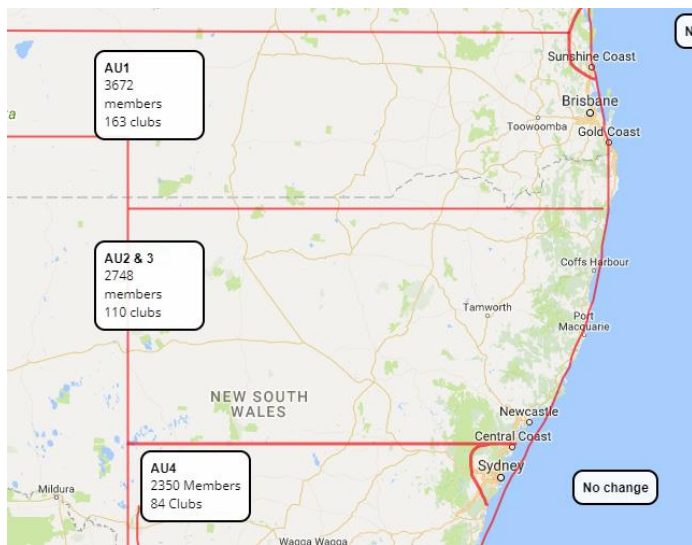 N
AU1
3672
members
163 clubs
Sunshine Coast
Brisbane
Toowoomba
Gold Coast
AU2 & 3
2748
members
110 clubs
Coffs Harbour
Tamworth
Port
Macquarie
NEW SOUTH
WALES
Newcastle
Central Coast
Sydney
AU4
2350 Members
84 Clubs
No change
Mildura
Wagga Wagga